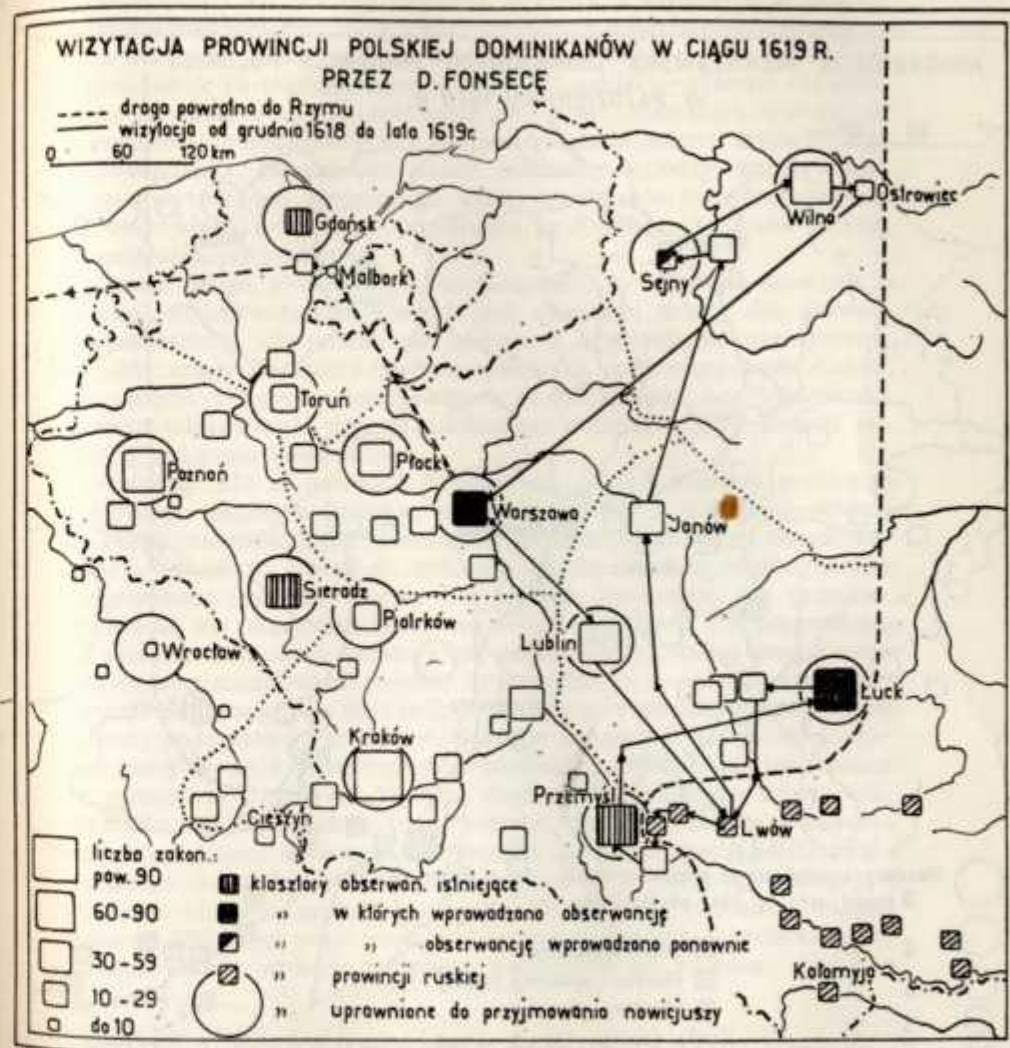 WIZYTACJA PROWINCJI POLSKIEJ DOMINIKANÓW W CIĄGU 1619 R.
PRZEZ D. FONSECĘ
droga powrotna do Rzymu
wizytacja od grudnia 1618 do lata 1619r.
0 60 120 km
Gdańsk
Malbork
Wilno
Ostrowiec
Sejny
Toruń
Poznań
Płock
Warszawa
Janów
Sieradz
Piotrków
Lublin
Wrocław
Łuck
Kraków
Przemyśl
Lwów
Cieszyn
Kołomyja
liczba zakon.:
pow. 90
60-90
30-59
10-29
do 10
klasztory obserwan. istniejące
" w których wprowadzono obserwancję
" " obserwancję wprowadzono ponownie
" prowincji ruskiej
" uprawnione do przyjmowania nowicjuszy